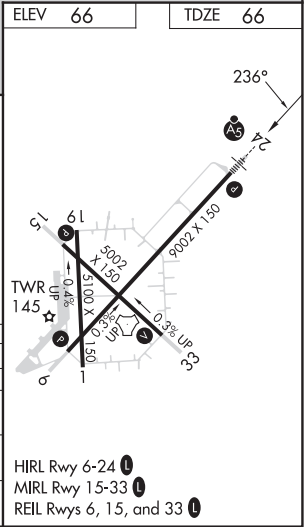 ELEV 66
TDZE 66
236°
A5
24
P
9002 X 150
15
19
P
5002
X 150
TWR
145
0.4%
UP
5100 X
150
P
0.3%
UP
V
0.3% UP
6
1
33
HIRL Rwy 6-24 L
MIRL Rwy 15-33 L
REIL Rwys 6, 15, and 33 L